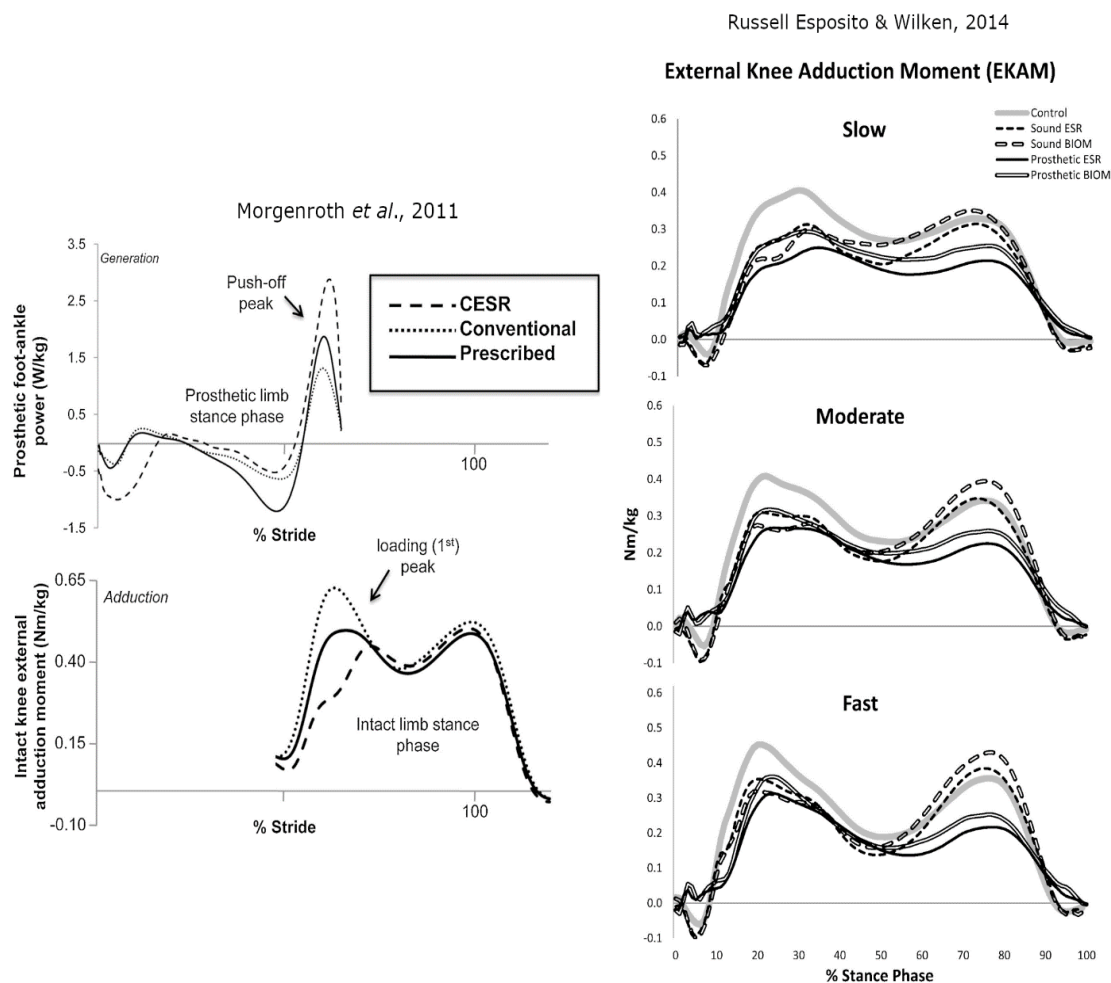 Russell Esposito & Wilken, 2014
External Knee Adduction Moment (EKAM)
Morgenroth et al., 2011
3.5
2.5
1.5
0.5
-0.5
-1.5
Generation
Push-off
peak
CESR
Conventional
Prescribed
Prosthetic limb
stance phase
100
Prosthetic foot-ankle
power (W/kg)
% Stride
0.65
0.40
0.15
-0.10
Adduction
loading (1st)
peak
Intact limb stance
phase
100
Intact knee external
adduction moment (Nm/kg)
% Stride
Slow
Control
Sound ESR
Sound BIOM
Prosthetic ESR
Prosthetic BIOM
0.6
0.5
0.4
0.3
0.2
0.1
0.0
-0.1
Moderate
0.6
0.5
0.4
0.3
0.2
0.1
0.0
-0.1
Nm/kg
Fast
0.6
0.5
0.4
0.3
0.2
0.1
0.0
-0.1
0 10 20 30 40 50 60 70 80 90 100
% Stance Phase